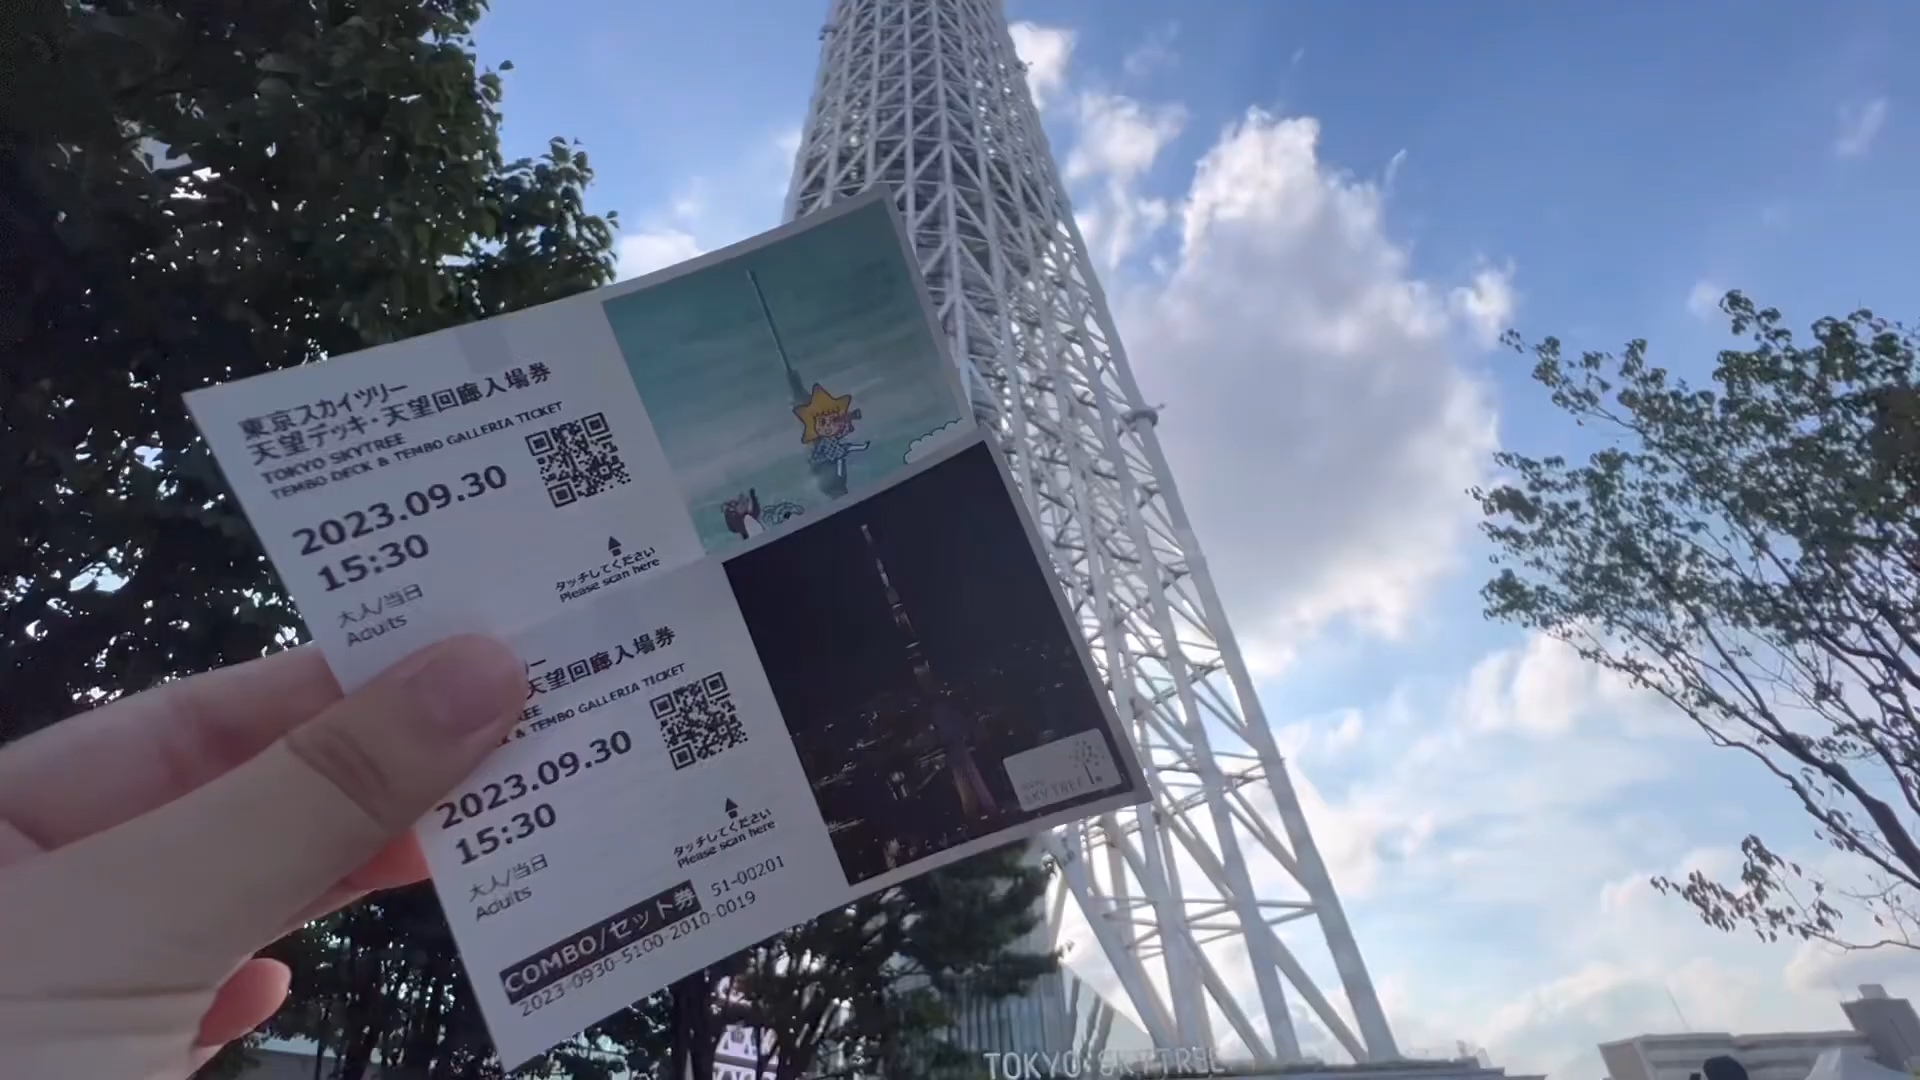 東京スカイツリー
天望デッキ・天望回廊入場券
TOKYO SKYTREE
TEMBO DECK & TEMBO GALLERIA TICKET
2023.09.30
15:30
大人/当日
Adults
タッチしてください
Please scan here
リー
天望回廊入場券
REE
& TEMBO GALLERIA TICKET
2023.09.30
15:30
大人/当日
Adults
タッチしてください
Please scan here
COMBO/セット券 51-00201
2023-0930-5100-2010-0019
SKYTREE
TOKYO SKYTREE